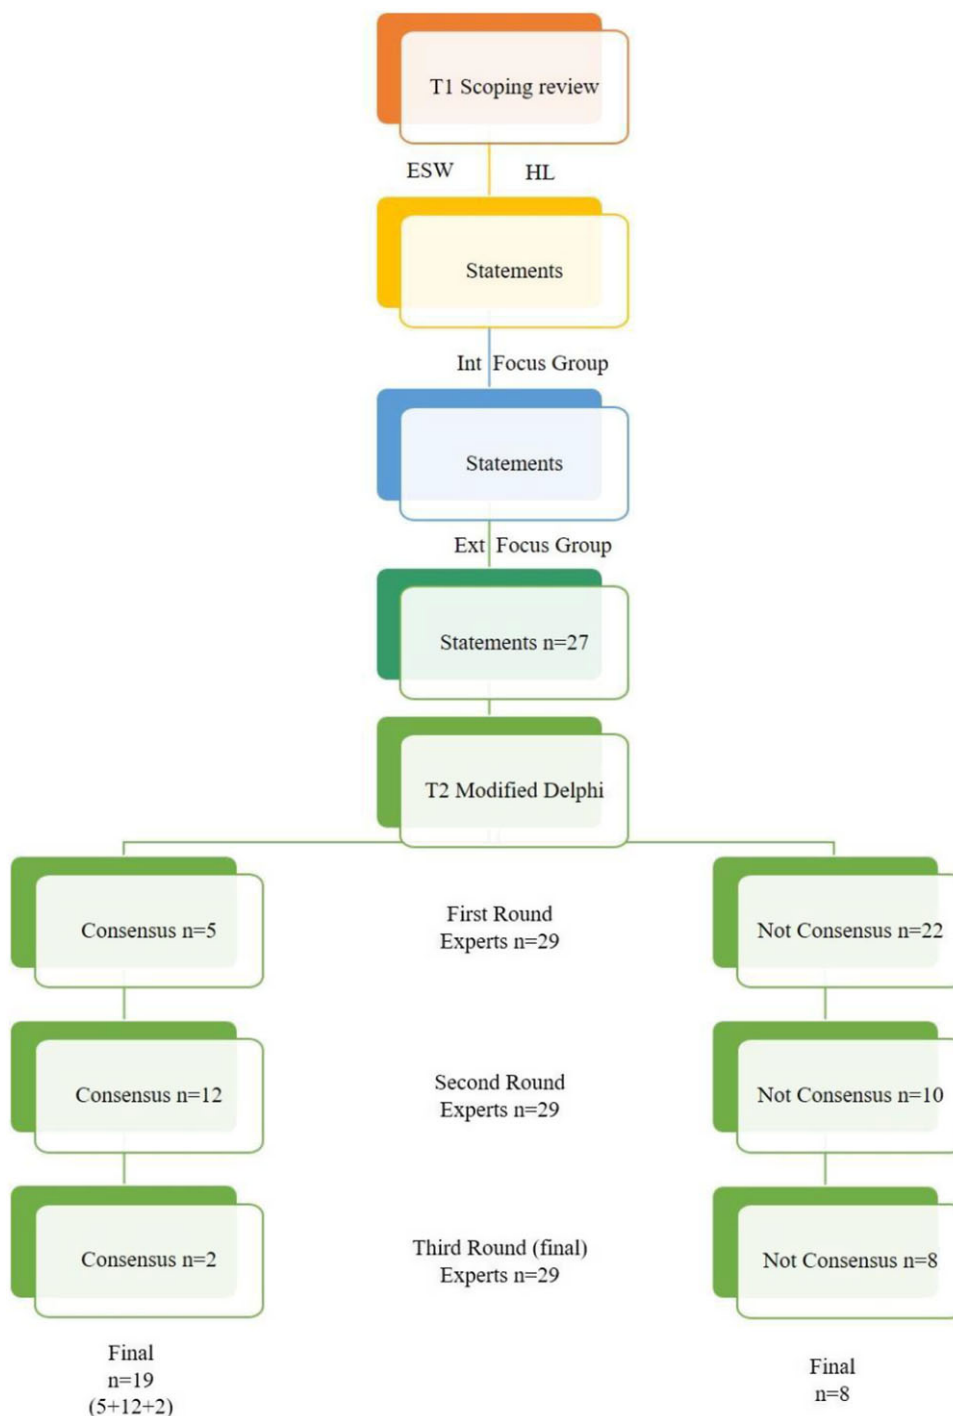 T1 Scoping review
ESW HL
Statements
Int Focus Group
Statements
Ext Focus Group
Statements n=27
T2 Modified Delphi
Consensus n=5
First Round
Experts n=29
Not Consensus n=22
Consensus n=12
Second Round
Experts n=29
Not Consensus n=10
Consensus n=2
Third Round (final)
Experts n=29
Not Consensus n=8
Final
n=19
(5+12+2)
Final
n=8